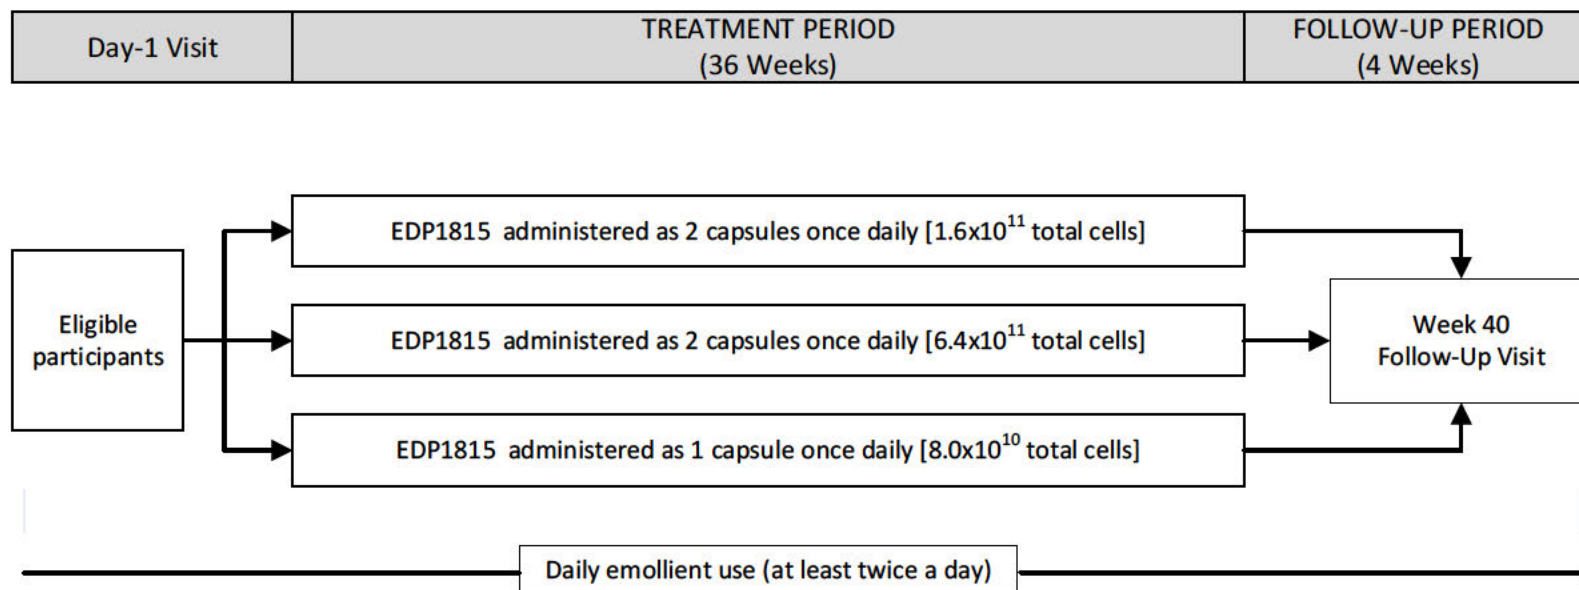 Day-1 Visit
TREATMENT PERIOD
(36 Weeks)
FOLLOW-UP PERIOD
(4 Weeks)
EDP1815 administered as 2 capsules once daily [1.6x10¹¹ total cells]
Eligible
participants
EDP1815 administered as 2 capsules once daily [6.4x10¹¹ total cells]
Week 40
Follow-Up Visit
EDP1815 administered as 1 capsule once daily [8.0x10¹⁰ total cells]
Daily emollient use (at least twice a day)